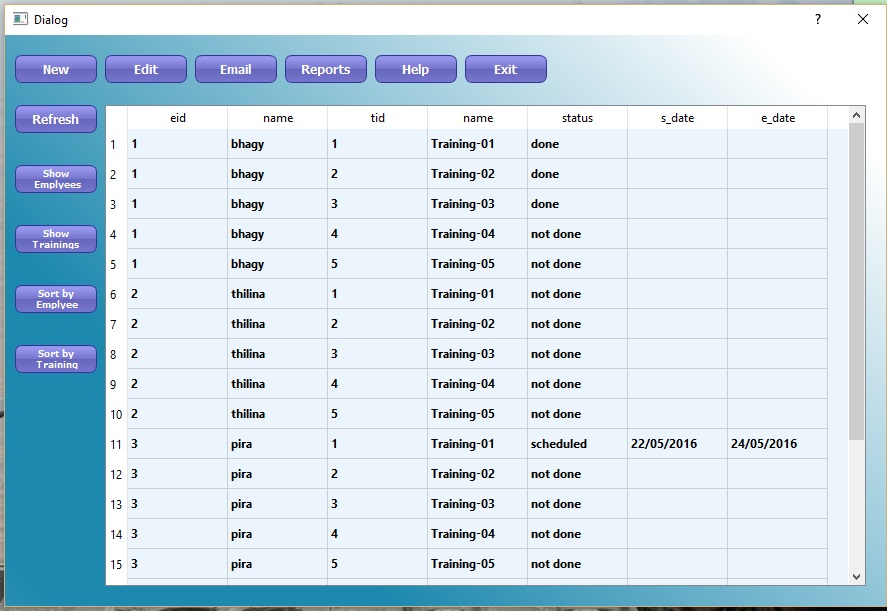 Dialog
?
New Edit Email Reports Help Exit
Refresh
Show
Emplyees
Show
Trainings
Sort by
Emplyee
Sort by
Training
eid name tid name status s_date e_date
1 1 bhagy 1 Training-01 done
2 1 bhagy 2 Training-02 done
3 1 bhagy 3 Training-03 done
4 1 bhagy 4 Training-04 not done
5 1 bhagy 5 Training-05 not done
6 2 thilina 1 Training-01 not done
7 2 thilina 2 Training-02 not done
8 2 thilina 3 Training-03 not done
9 2 thilina 4 Training-04 not done
10 2 thilina 5 Training-05 not done
11 3 pira 1 Training-01 scheduled 22/05/2016 24/05/2016
12 3 pira 2 Training-02 not done
13 3 pira 3 Training-03 not done
14 3 pira 4 Training-04 not done
15 3 pira 5 Training-05 not done